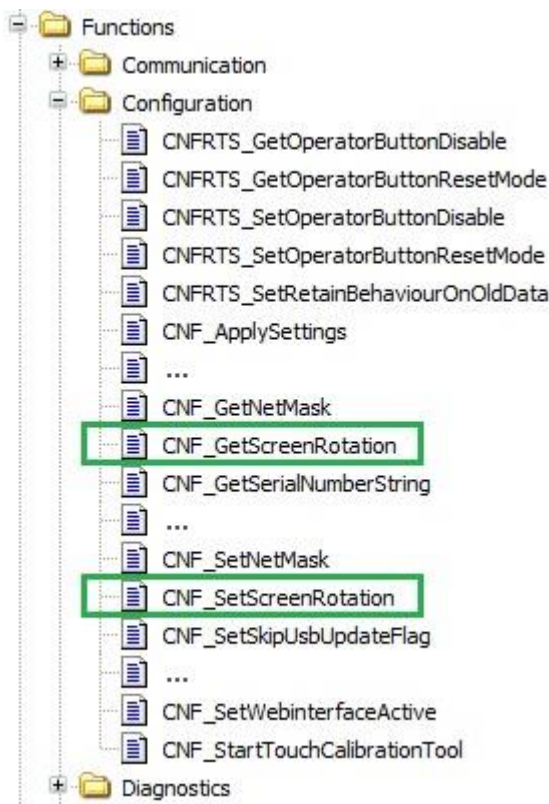 Functions
Communication
Configuration
CNFRTS_GetOperatorButtonDisable
CNFRTS_GetOperatorButtonResetMode
CNFRTS_SetOperatorButtonDisable
CNFRTS_SetOperatorButtonResetMode
CNFRTS_SetRetainBehaviourOnOldData
CNF_ApplySettings
...
CNF_GetNetMask
CNF_GetScreenRotation
CNF_GetSerialNumberString
...
CNF_SetNetMask
CNF_SetScreenRotation
CNF_SetSkipUsbUpdateFlag
...
CNF_SetWebinterfaceActive
CNF_StartTouchCalibrationTool
Diagnostics